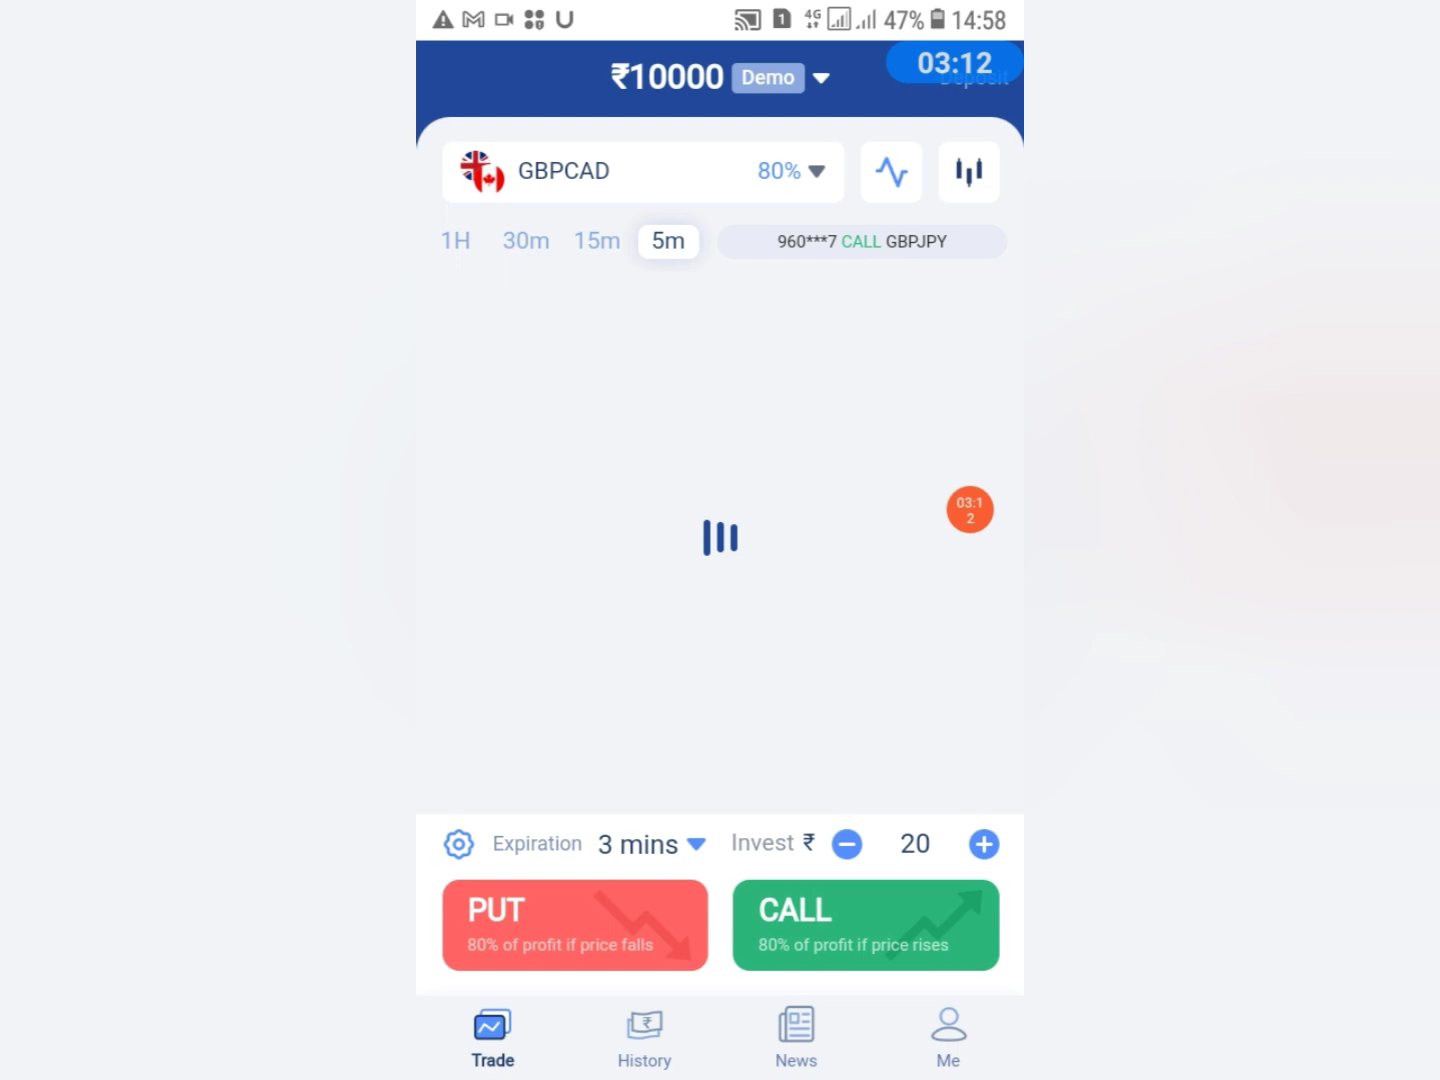 47% 14:58
₹10000 Demo
03:12
Deposit
GBPCAD 80%
1H 30m 15m 5m 960***7 CALL GBPJPY
03:1
2
Expiration 3 mins Invest ₹ 20
PUT
80% of profit if price falls
CALL
80% of profit if price rises
Trade History News Me